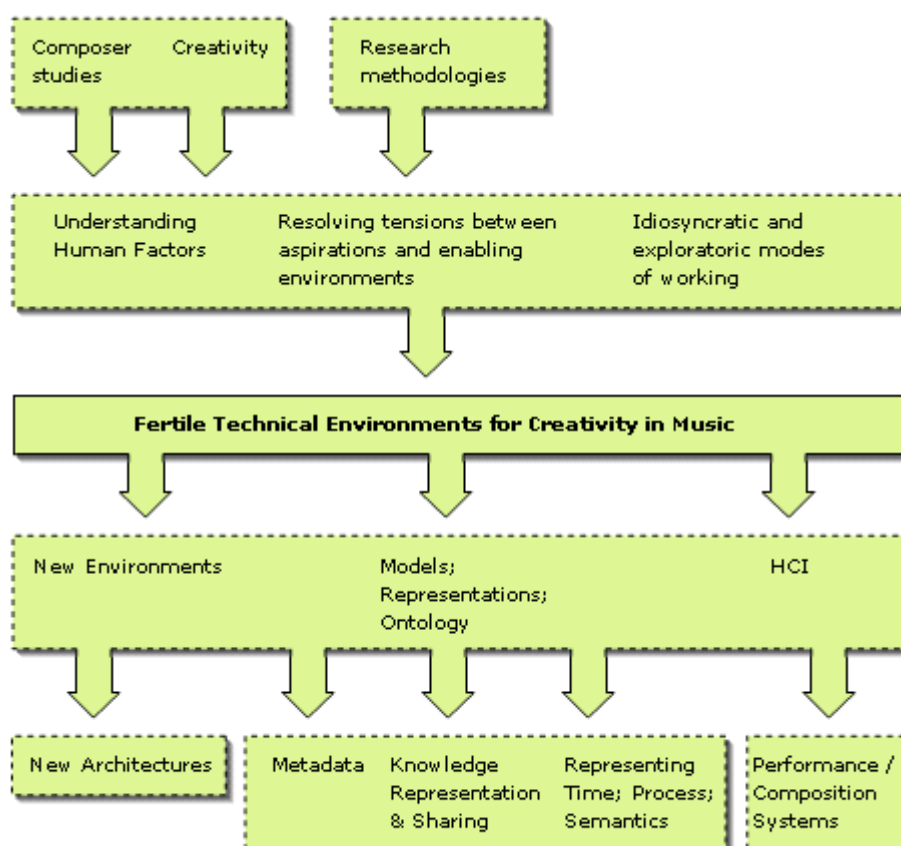 Composer studies
Creativity
Research methodologies
Understanding
Human Factors
Resolving tensions between
aspirations and enabling
environments
Idiosyncratic and
exploratoric modes
of working
Fertile Technical Environments for Creativity in Music
New Environments
Models;
Representations;
Ontology
HCI
New Architectures
Metadata
Knowledge
Representation
& Sharing
Representing
Time; Process;
Semantics
Performance /
Composition
Systems